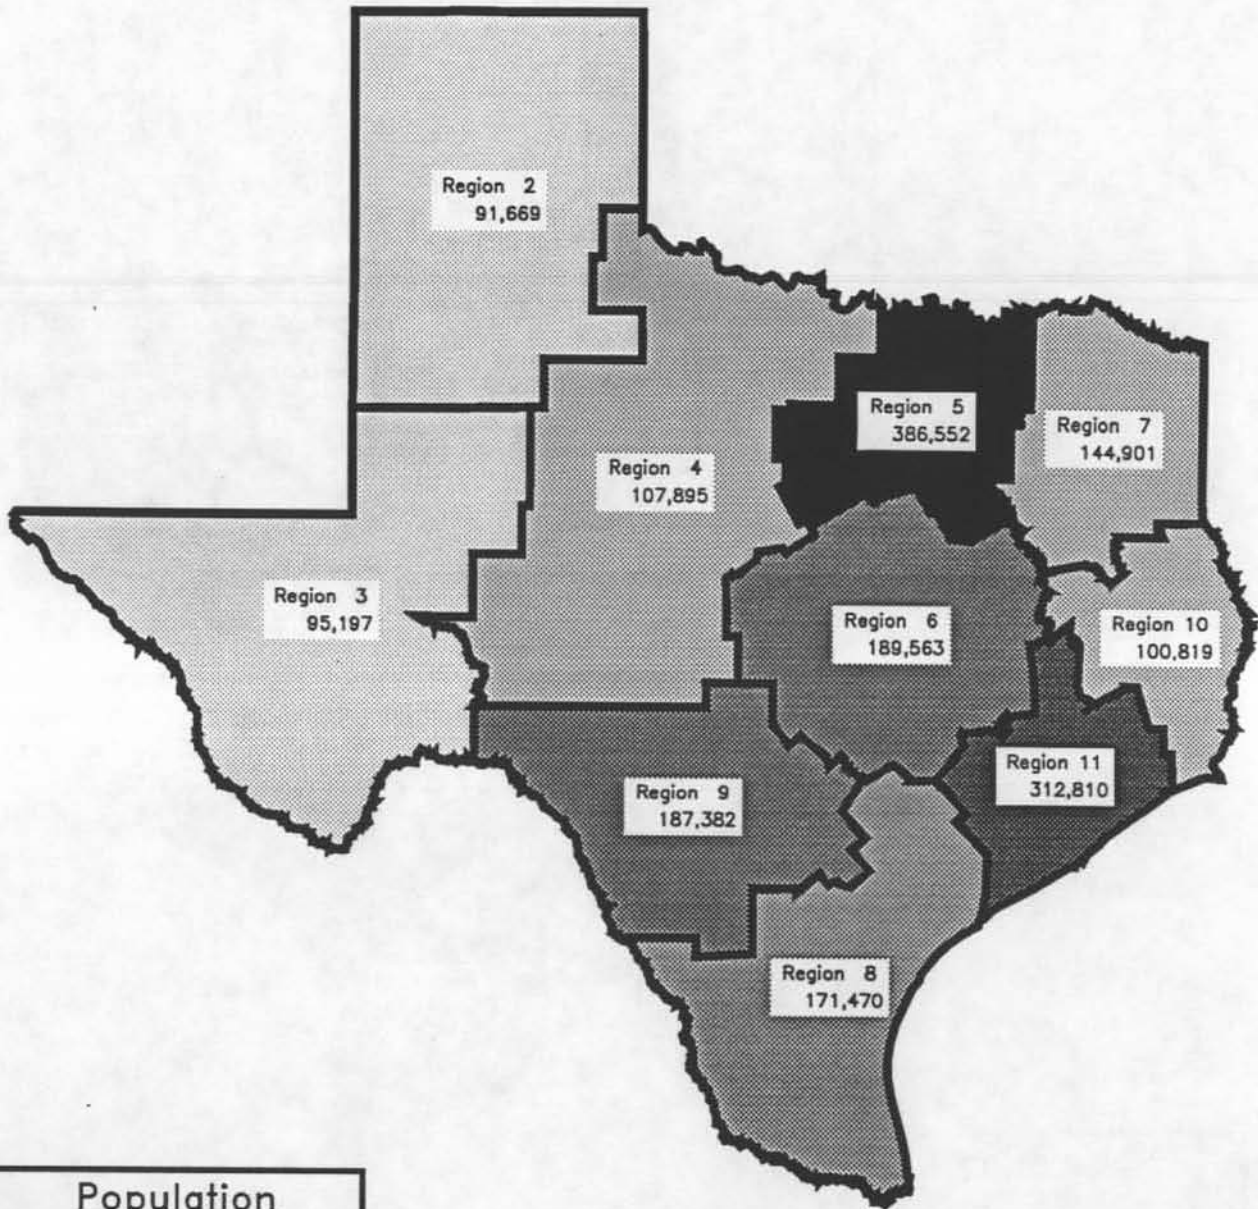 Region 2
91,669
Region 5
386,552
Region 7
144,901
Region 4
107,895
Region 3
95,197
Region 6
189,563
Region 10
100,819
Region 11
312,810
Region 9
187,382
Region 8
171,470
Population